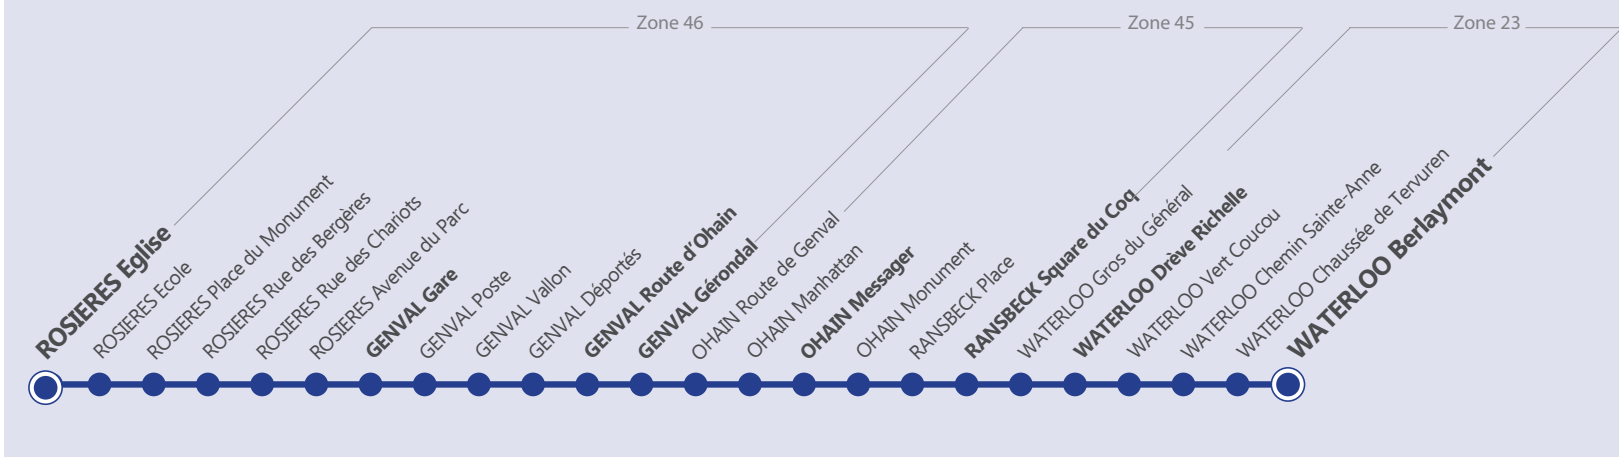 Zone 46
Zone 45
Zone 23
ROSIERES Eglise
ROSIERES Ecole
ROSIERES Place du Monument
ROSIERES Rue des Bergères
ROSIERES Rue des Chariots
ROSIERES Avenue du Parc
GENVAL Gare
GENVAL Poste
GENVAL Vallon
GENVAL Déportés
GENVAL Route d’Ohain
GENVAL Gérondal
OHAIN Route de Genval
OHAIN Manhattan
OHAIN Messager
OHAIN Monument
RANSBECK Place
RANSBECK Square du Coq
WATERLOO Gros du Général
WATERLOO Drève Richelle
WATERLOO Vert Coucou
WATERLOO Chemin Sainte-Anne
WATERLOO Chaussée de Tervuren
WATERLOO Berlaymont